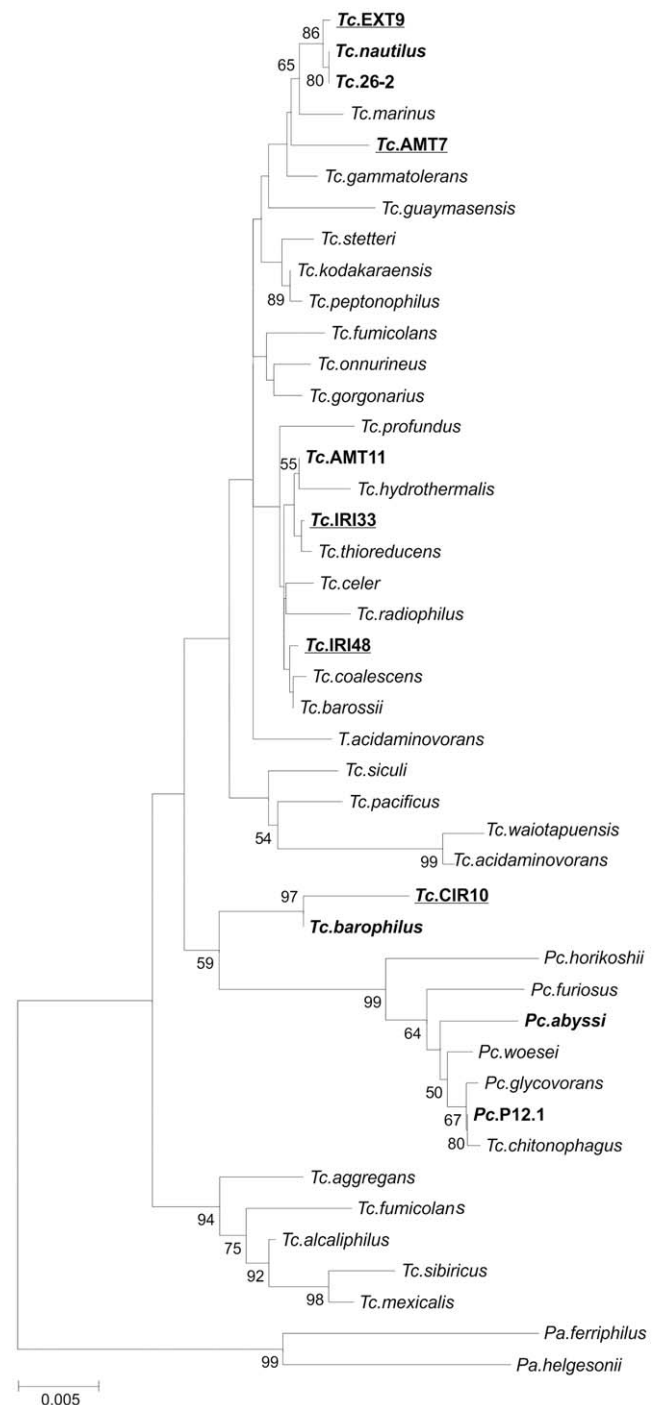 Tc.EXT9
86
Tc.nautilus
65
80
Tc.26-2
Tc.marinus
Tc.AMT7
Tc.gammatolerans
Tc.guaymasensis
Tc.stetteri
Tc.kodakaraensis
89
Tc.peptonophilus
Tc.fumicolans
Tc.onnurineus
Tc.gorgonarius
Tc.profundus
Tc.AMT11
55
Tc.hydrothermalis
Tc.IRI33
Tc.thioreducens
Tc.celer
Tc.radiophilus
Tc.IRI48
Tc.coalescens
Tc.barossii
T.acidaminovorans
Tc.siculi
Tc.pacificus
Tc.waiotapuensis
54
99
Tc.acidaminovorans
97
Tc.CIR10
Tc.barophilus
59
Pc.horikoshii
99
Pc.furiosus
64
Pc.abyssi
Pc.woesei
50
Pc.glycovorans
67
Pc.P12.1
80
Tc.chitonophagus
Tc.aggregans
94
Tc.fumicolans
75
Tc.alcaliphilus
92
Tc.sibiricus
98
Tc.mexicalis
Pa.ferriphilus
99
Pa.helgesonii
0.005